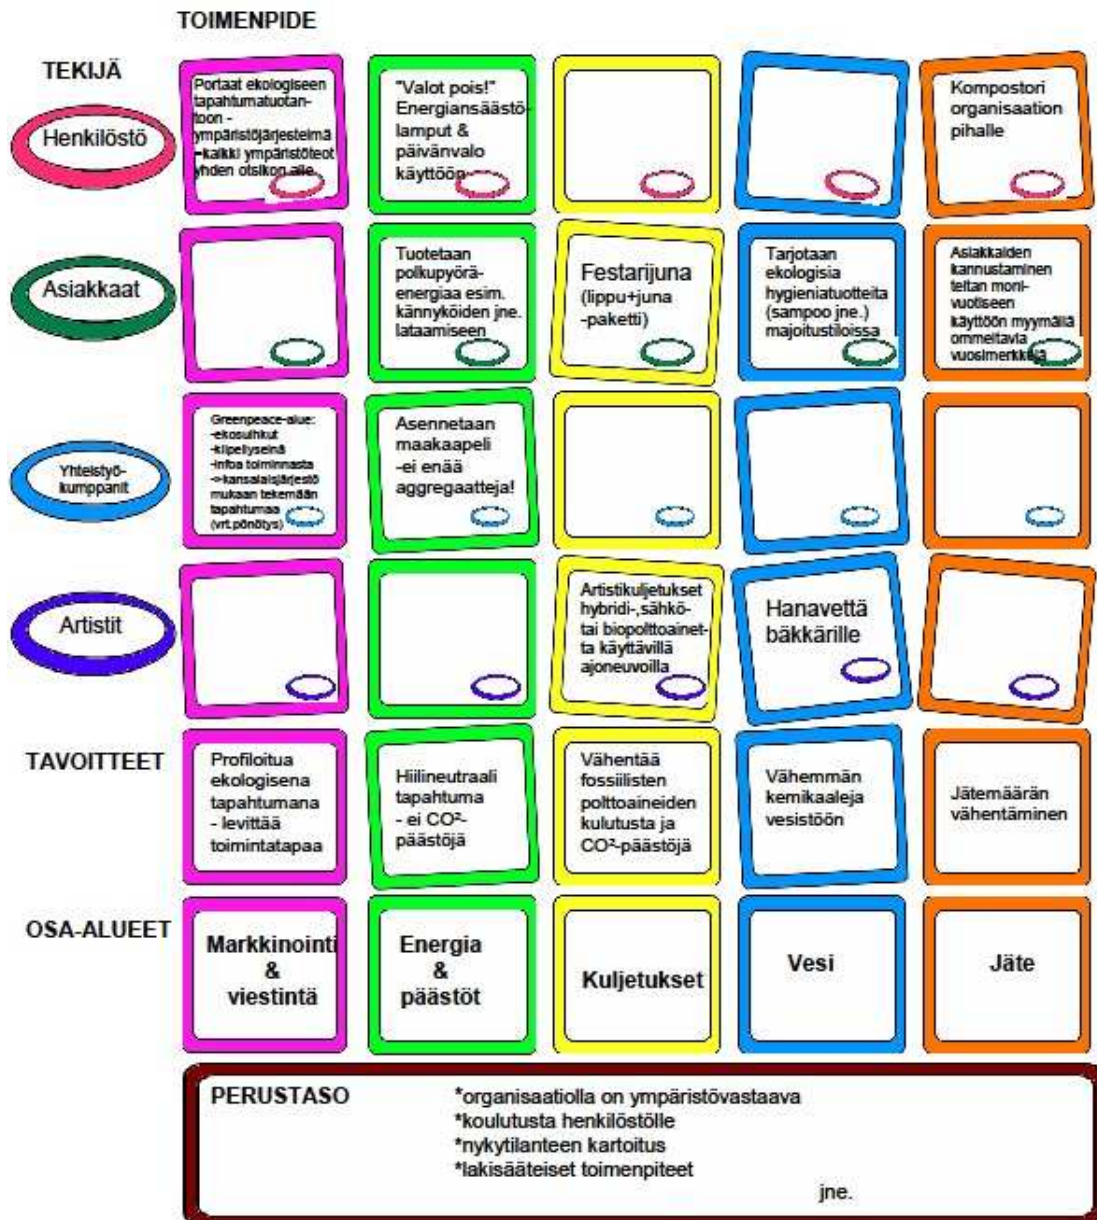 TOIMENPIDE
TEKIJÄ
Henkilöstö
Portaat ekologiseen
tapahtumatuotan-
toon -
ympäristöjärjestelmä
-kaikki ympäristöteot
yhden otsikon alle
"Valot pois!"
Energiansäästö-
lamput &
päivänvalo
käyttöön
Kompostori
organisaation
pihalle
Asiakkaat
Tuotetaan
polkupyörä-
energiaa esim.
kännyköiden jne.
lataamiseen
Festarijuna
(lippu+juna
-paketti)
Tarjotaan
ekologisia
hygieniatuotteita
(sampoo jne.)
majoitustiloissa
Asiakkaiden
kannustaminen
teltan moni-
vuotiseen
käyttöön myymällä
ommeltavia
vuosimerkkejä
Yhteistyö-
kumppanit
Greenpeace-alue:
-ekosuihkut
-kiipeilyseinä
-infoa toiminnasta
->kansalaisjärjestö
mukaan tekemään
tapahtumaa
(vrt.pönötys)
Asennetaan
maakaapeli
-ei enää
aggregaatteja!
Artistit
Artistikuljetukset
hybridi-,sähkö-
tai biopolttoainet-
ta käyttävillä
ajoneuvoilla
Hanavettä
bäkkärille
TAVOITTEET
Profiloitua
ekologisena
tapahtumana
- levittää
toimintatapaa
Hiilineutraali
tapahtuma
- ei CO²-
päästöjä
Vähentää
fossiilisten
polttoaineiden
kulutusta ja
CO²-päästöjä
Vähemmän
kemikaaleja
vesistöön
Jätemäärän
vähentäminen
OSA-ALUEET
Markkinointi
&
viestintä
Energia
&
päästöt
Kuljetukset
Vesi
Jäte
PERUSTASO
*organisaatiolla on ympäristövastaava
*koulutusta henkilöstölle
*nykytilanteen kartoitus
*lakisääteiset toimenpiteet
jne.